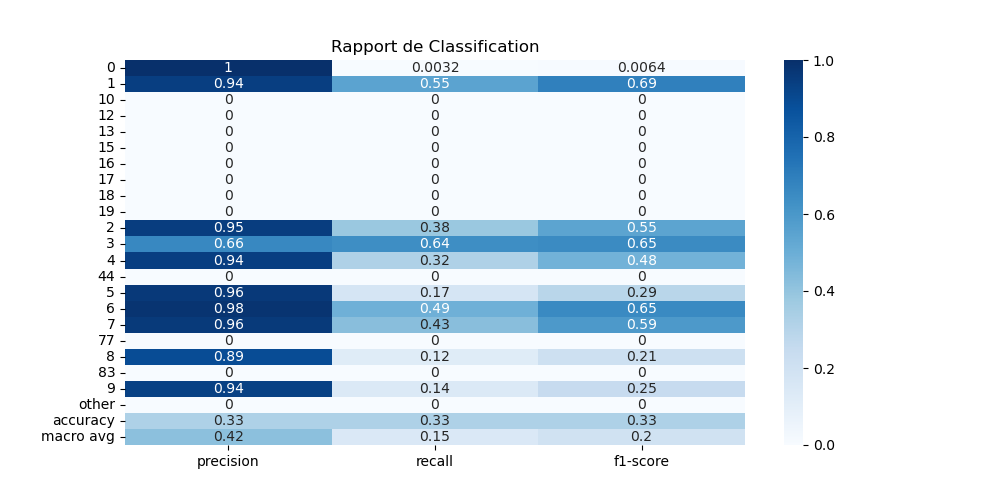 Rapport de Classification
0 1 0.0032 0.0064
1 0.94 0.55 0.69
10 0 0 0
12 0 0 0
13 0 0 0
15 0 0 0
16 0 0 0
17 0 0 0
18 0 0 0
19 0 0 0
2 0.95 0.38 0.55
3 0.66 0.64 0.65
4 0.94 0.32 0.48
44 0 0 0
5 0.96 0.17 0.29
6 0.98 0.49 0.65
7 0.96 0.43 0.59
77 0 0 0
8 0.89 0.12 0.21
83 0 0 0
9 0.94 0.14 0.25
other 0 0 0
accuracy 0.33 0.33 0.33
macro avg 0.42 0.15 0.2
precision recall f1-score
1.0
0.8
0.6
0.4
0.2
0.0